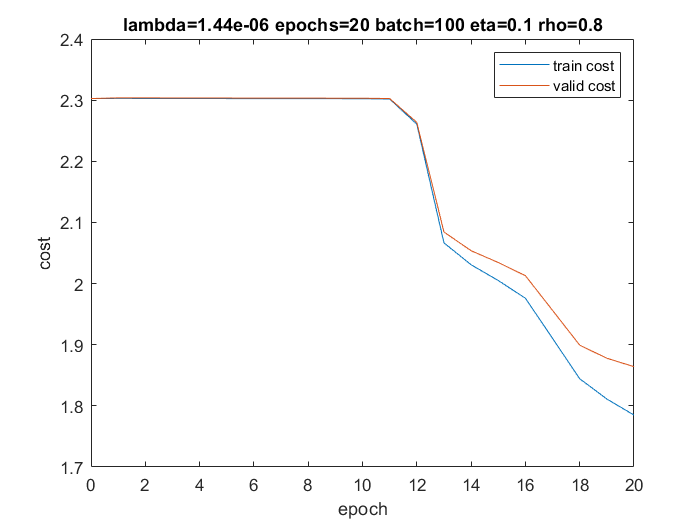 lambda=1.44e-06 epochs=20 batch=100 eta=0.1 rho=0.8
2.4
train cost
valid cost
2.3
2.2
2.1
cost
2
1.9
1.8
1.7
0 2 4 6 8 10 12 14 16 18 20
epoch